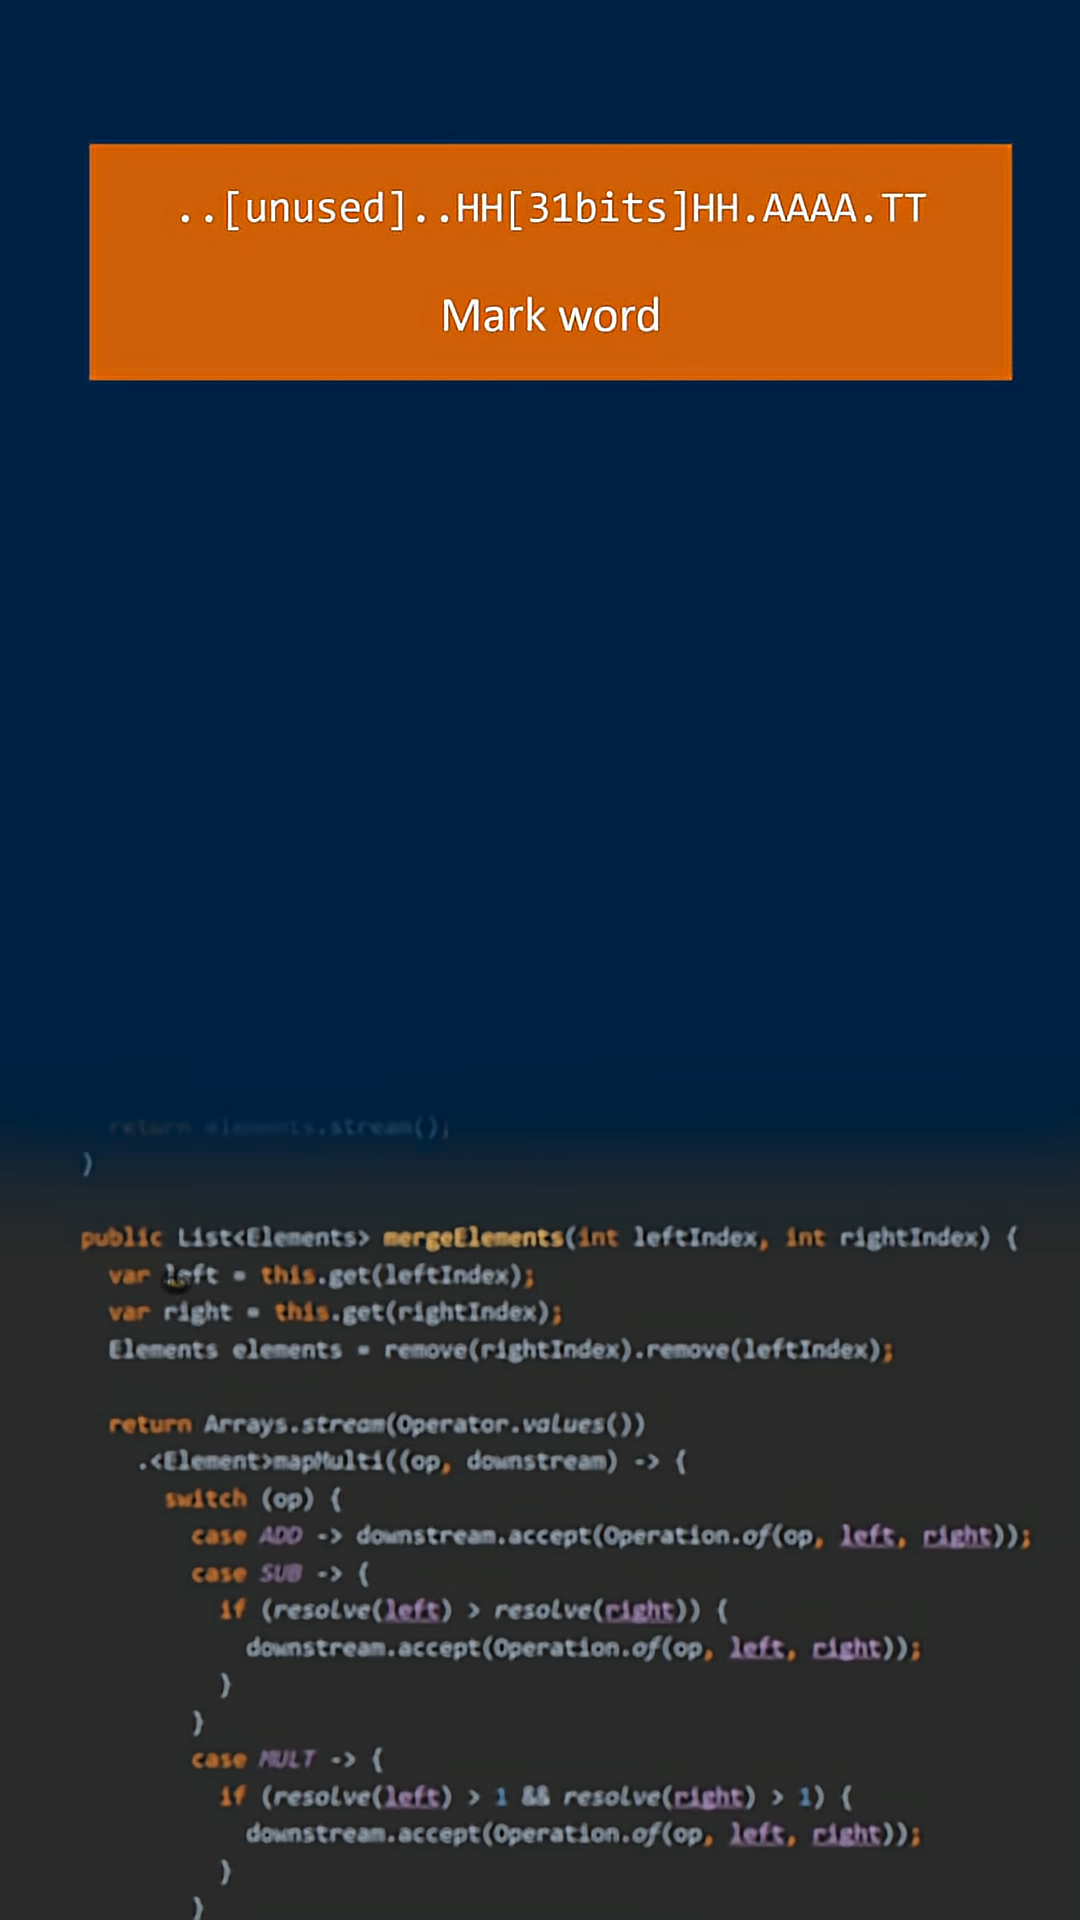 ..[unused]..HH[31bits]HH.AAAA.TT
Mark word
return elements.stream();
}
public List<Elements> mergeElements(int leftIndex, int rightIndex) {
var left = this.get(leftIndex);
var right = this.get(rightIndex);
Elements elements = remove(rightIndex).remove(leftIndex);
return Arrays.stream(Operator.values())
.<Element>mapMulti((op, downstream) -> {
switch (op) {
case ADD -> downstream.accept(Operation.of(op, left, right));
case SUB -> {
if (resolve(left) > resolve(right)) {
downstream.accept(Operation.of(op, left, right));
}
}
case MULT -> {
if (resolve(left) > 1 && resolve(right) > 1) {
downstream.accept(Operation.of(op, left, right));
}
}